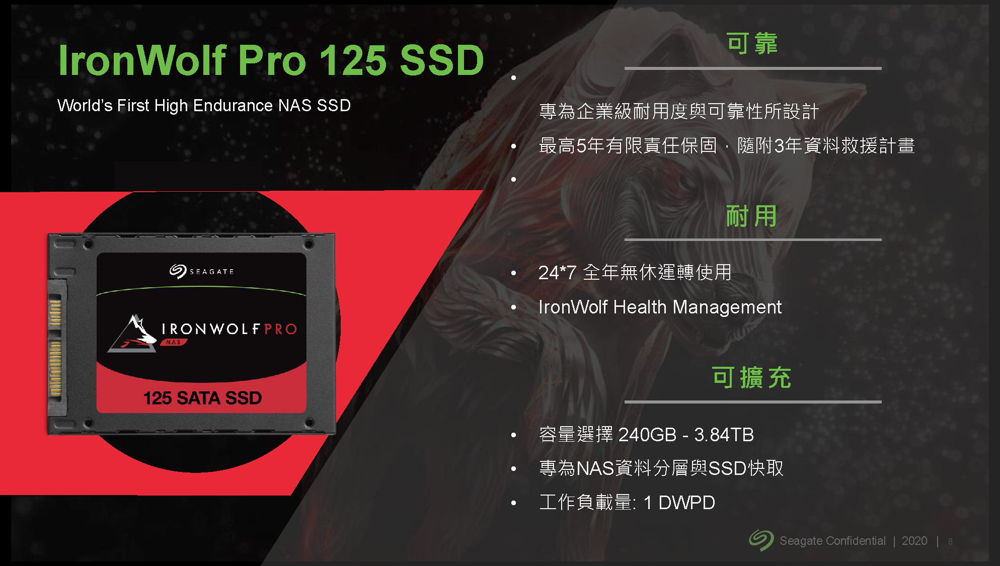 IronWolf Pro 125 SSD
World’s First High Endurance NAS SSD
SEAGATE
IRONWOLF PRO
NAS
125 SATA SSD
可靠
•
專為企業級耐用度與可靠性所設計
• 最高5年有限責任保固，隨附3年資料救援計畫
•
耐用
• 24*7 全年無休運轉使用
• IronWolf Health Management
可擴充
• 容量選擇 240GB - 3.84TB
• 專為NAS資料分層與SSD快取
• 工作負載量: 1 DWPD
Seagate Confidential | 2020 | 8